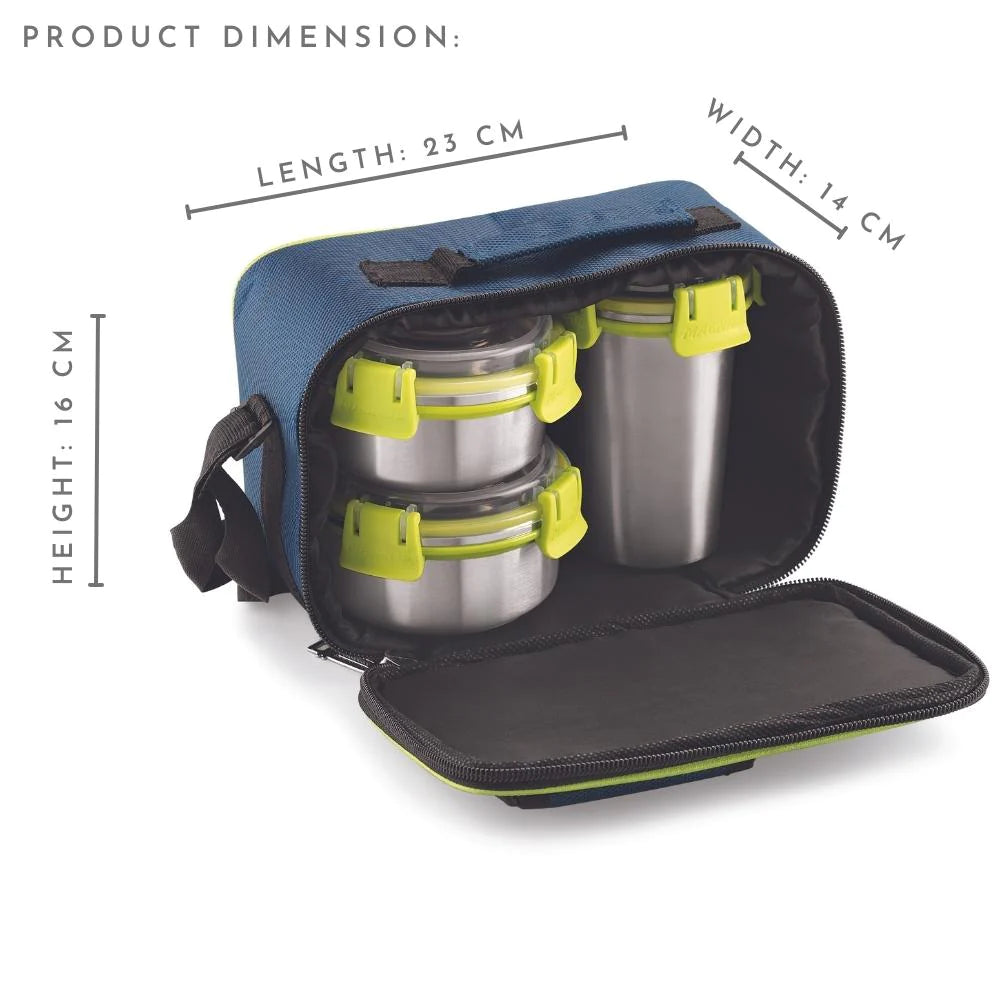 PRODUCT DIMENSION:
LENGTH: 23 CM
WIDTH: 14 CM
HEIGHT: 16 CM